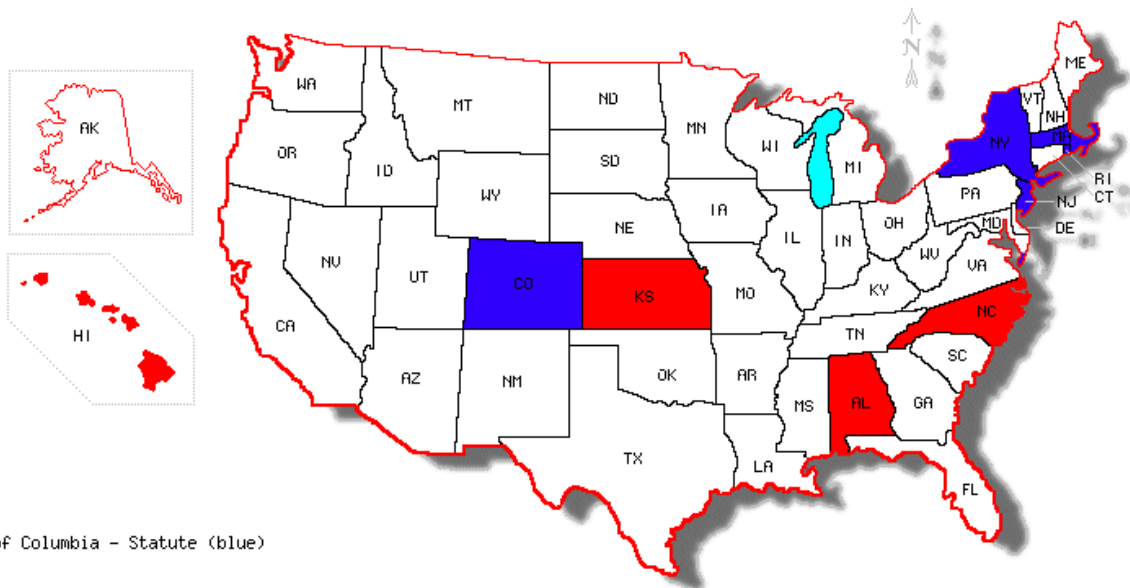 N
ME
WA
VT
MT
ND
NH
AK
MN
MA
OR
NY
WI
ID
SD
MI
RI
WY
PA
CT
NJ
IA
NE
OH
MD
DE
IL
IN
NV
WV
UT
VA
CO
KS
MO
KY
NC
CA
HI
TN
SC
OK
AR
AZ
NM
MS
AL
GA
TX
LA
FL
of Columbia - Statute (blue)